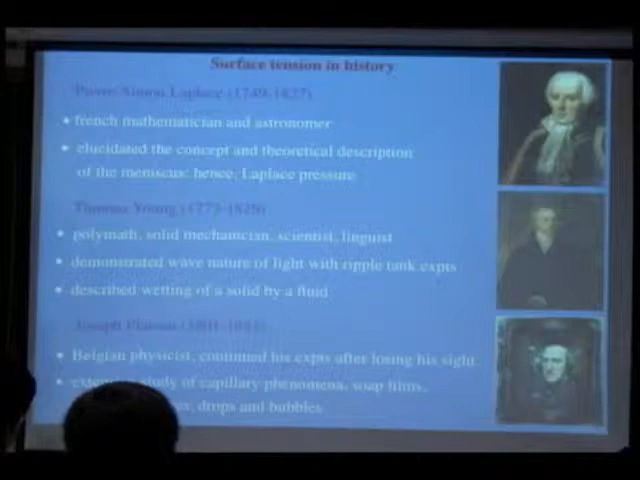 Surface tension in history
Pierre-Simon Laplace (1749-1827)
• french mathematician and astronomer
• elucidated the concept and theoretical description
of the meniscus: hence, Laplace pressure
Thomas Young (1773-1829)
• polymath, solid mechanician, scientist, linguist
• demonstrated wave nature of light with ripple tank expts
• described wetting of a solid by a fluid
Joseph Plateau (1801-1883)
• Belgian physicist, continued his expts after losing his sight
• study of capillary phenomena, soap films,
drops and bubbles